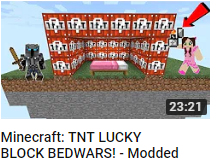 23:21
Minecraft: TNT LUCKY
BLOCK BEDWARS! - Modded